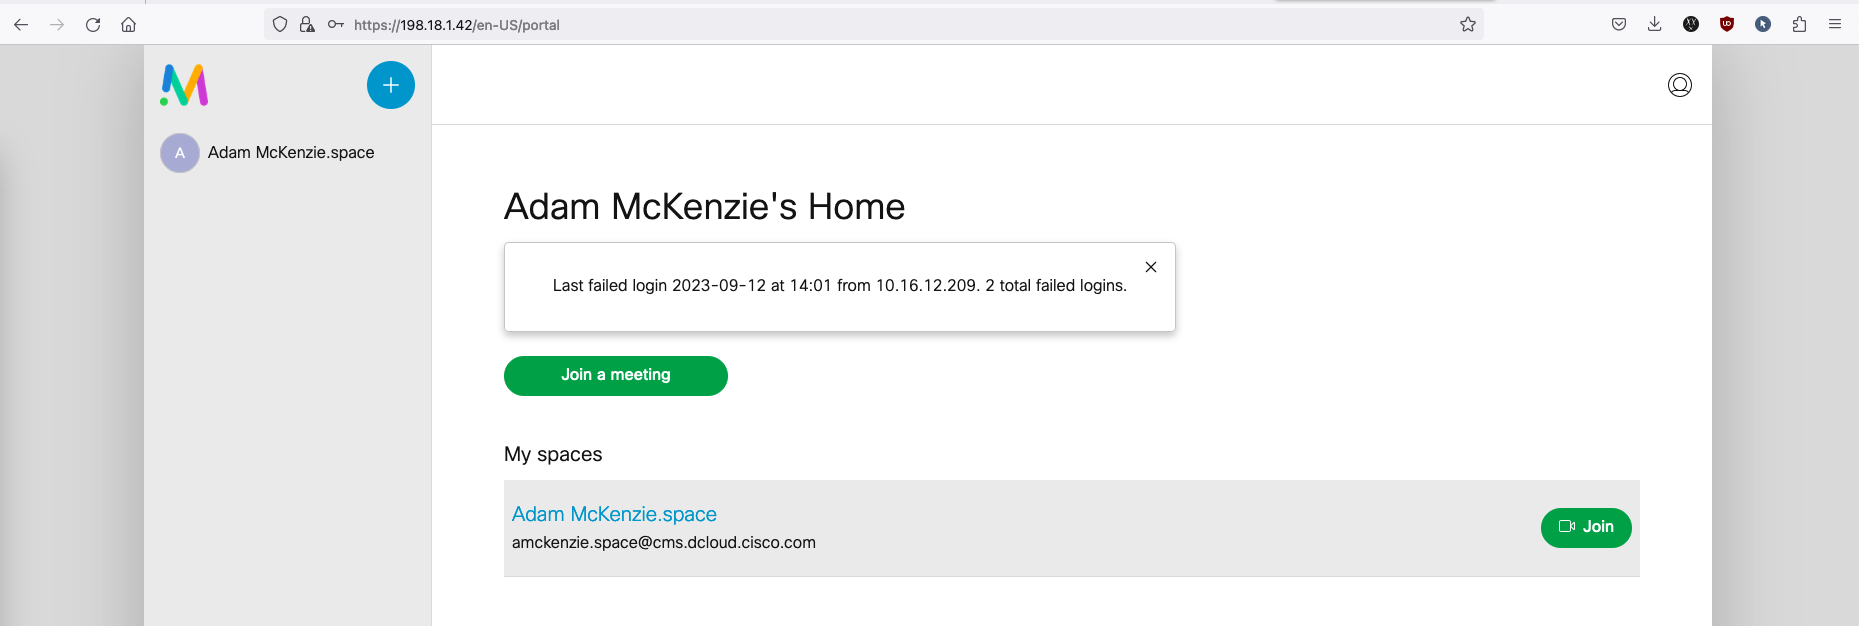 https://198.18.1.42/en-US/portal
A Adam McKenzie.space
Adam McKenzie's Home
Last failed login 2023-09-12 at 14:01 from 10.16.12.209. 2 total failed logins.
Join a meeting
My spaces
Adam McKenzie.space
amckenzie.space@cms.dcloud.cisco.com
Join